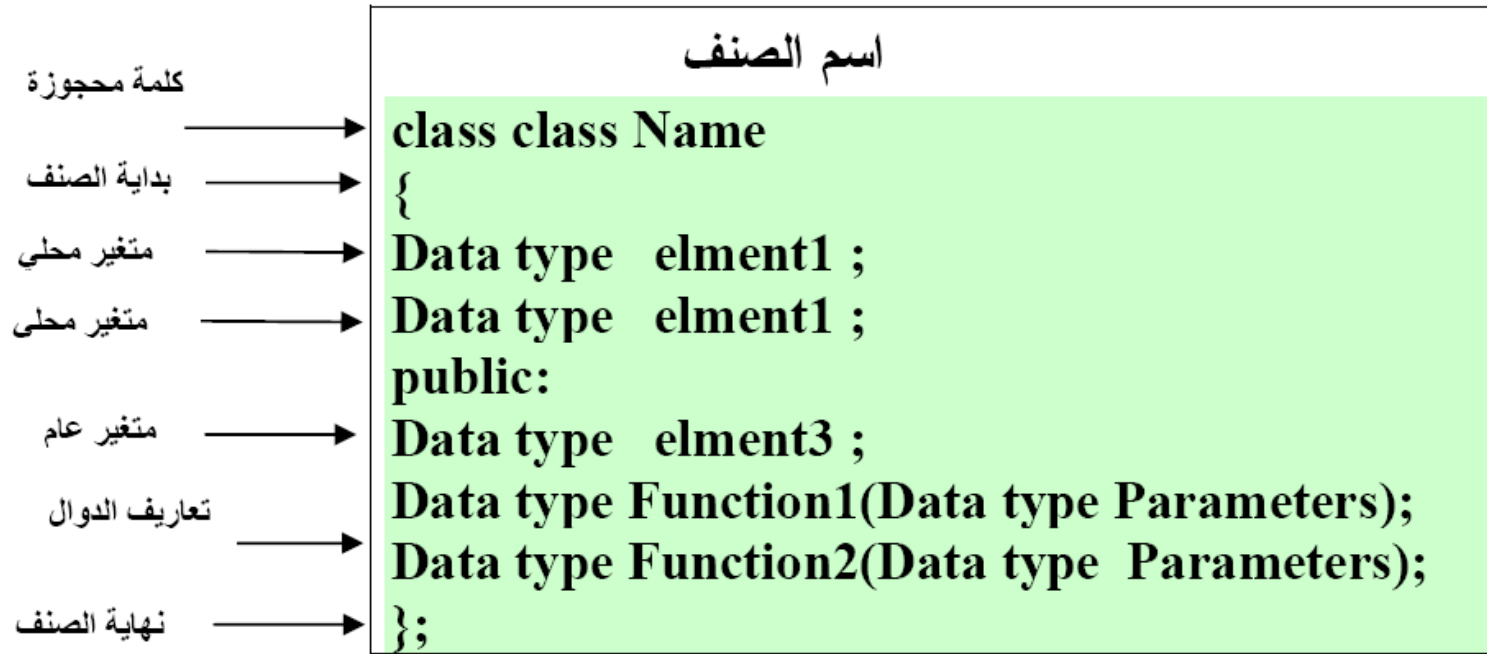 اسم الصنف
كلمة محجوزة
class class Name
بداية الصنف
{
متغير محلي
Data type elment1 ;
متغير محلي
Data type elment1 ;
public:
متغير عام
Data type elment3 ;
تعاريف الدوال
Data type Function1(Data type Parameters);
Data type Function2(Data type Parameters);
نهاية الصنف
};